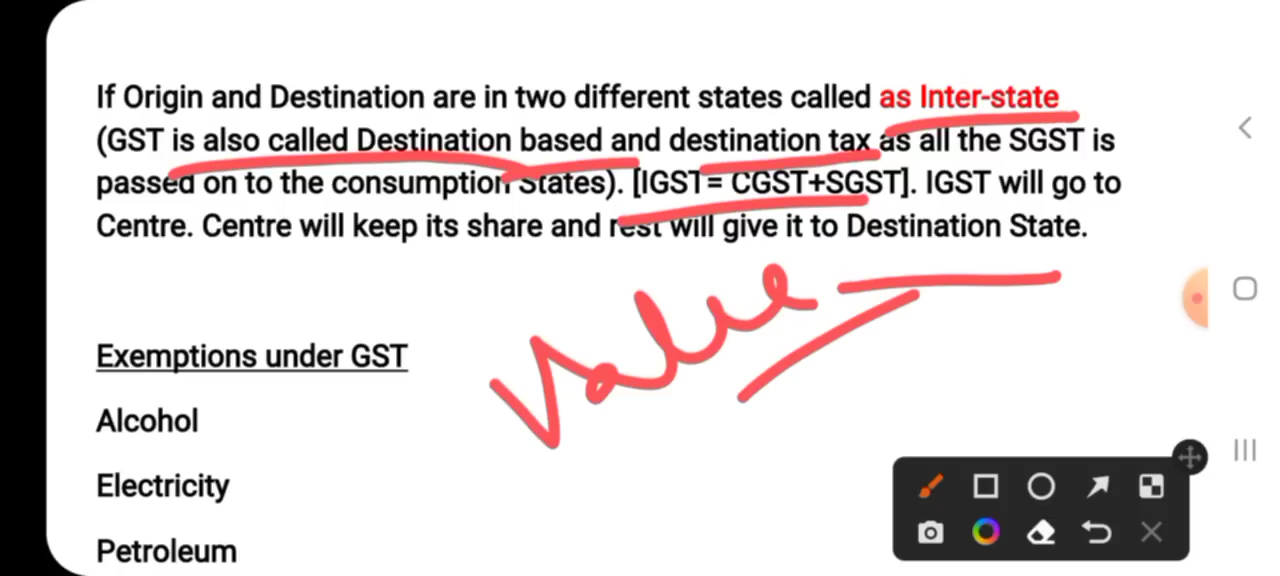 If Origin and Destination are in two different states called as Inter-state
(GST is also called Destination based and destination tax as all the SGST is
passed on to the consumption States). [IGST= CGST+SGST]. IGST will go to
Centre. Centre will keep its share and rest will give it to Destination State.
Value
Exemptions under GST
Alcohol
Electricity
Petroleum